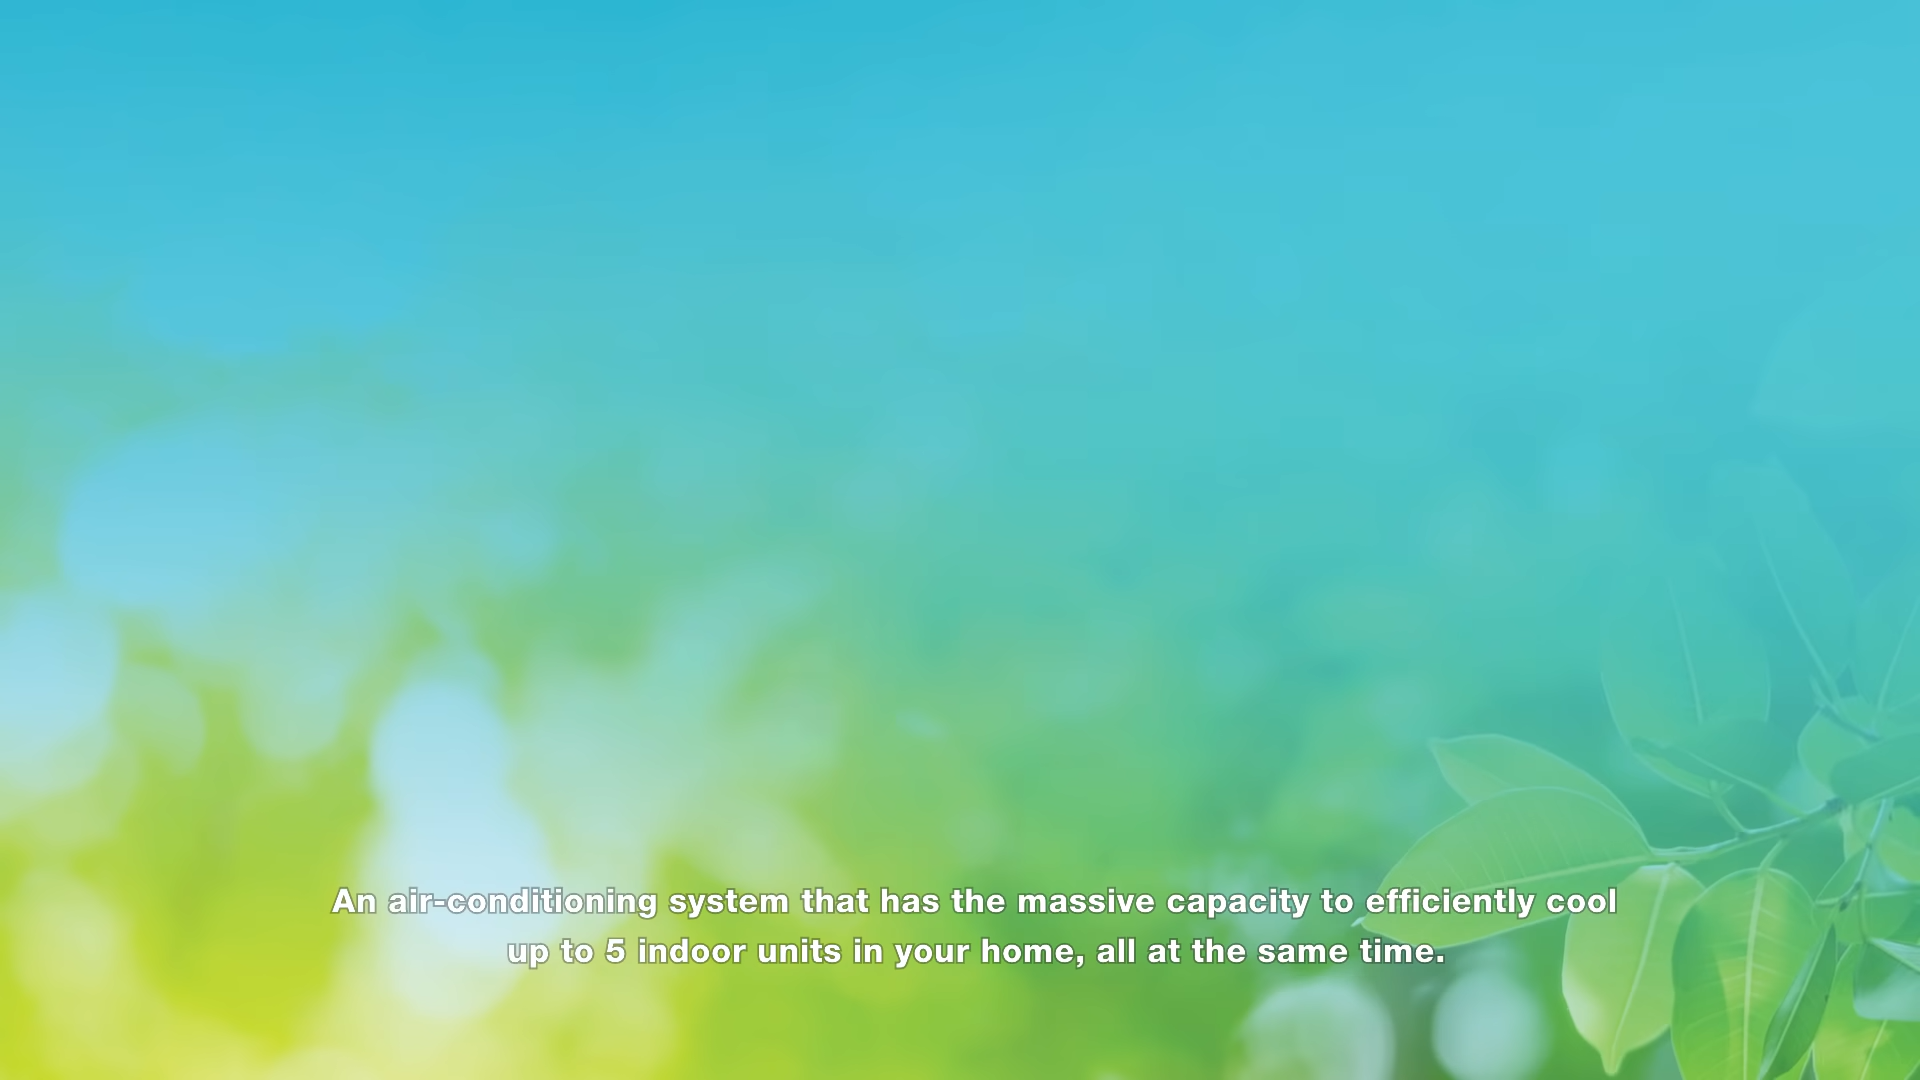 An air-conditioning system that has the massive capacity to efficiently cool
up to 5 indoor units in your home, all at the same time.